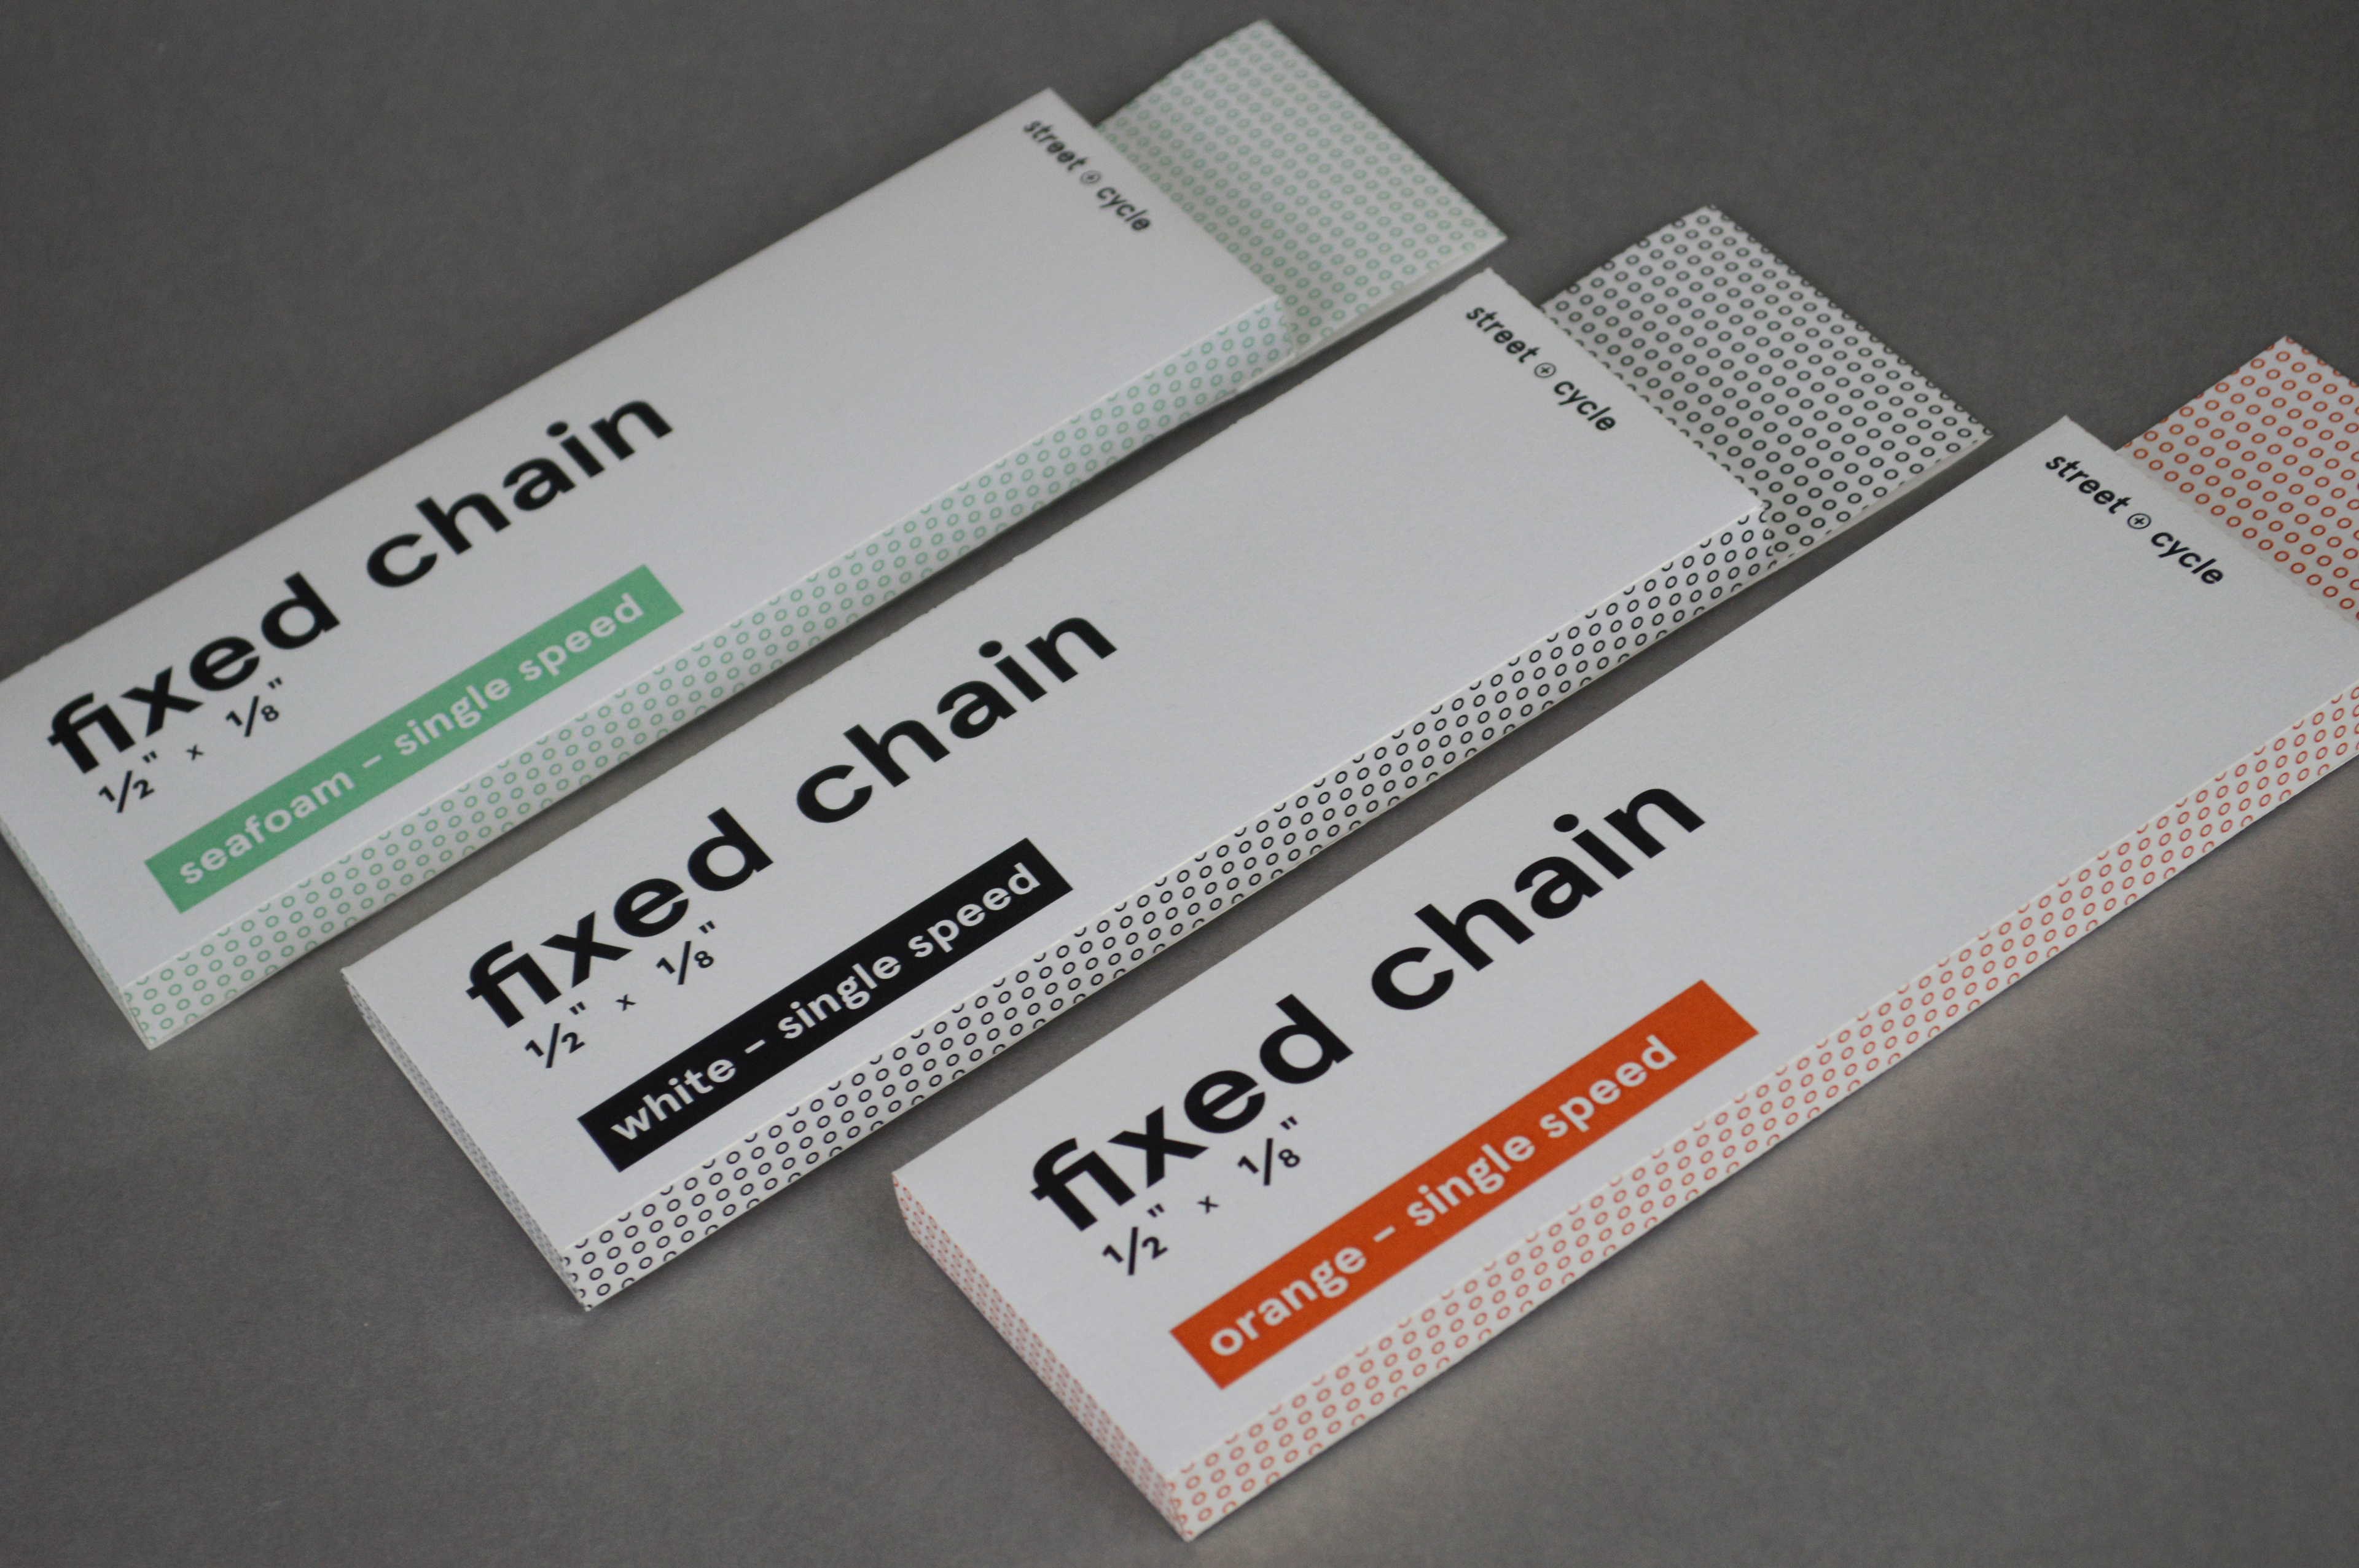 street + cycle
fixed chain
½" x ⅛"
seafoam – single speed
street + cycle
fixed chain
½" x ⅛"
white – single speed
street + cycle
fixed chain
½" x ⅛"
orange – single speed